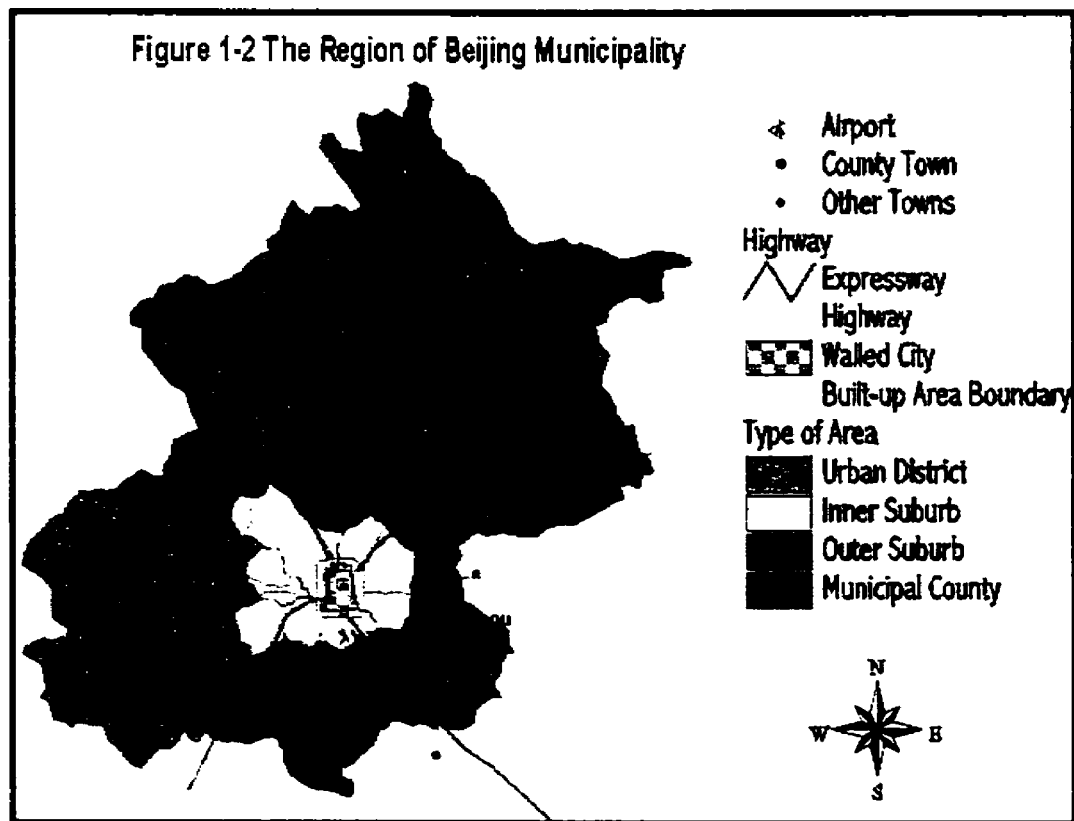 Figure 1-2 The Region of Beijing Municipality
Airport
County Town
Other Towns
Highway
Expressway
Highway
Walled City
Built-up Area Boundary
Type of Area
Urban District
Inner Suburb
Outer Suburb
Municipal County
N
W E
S